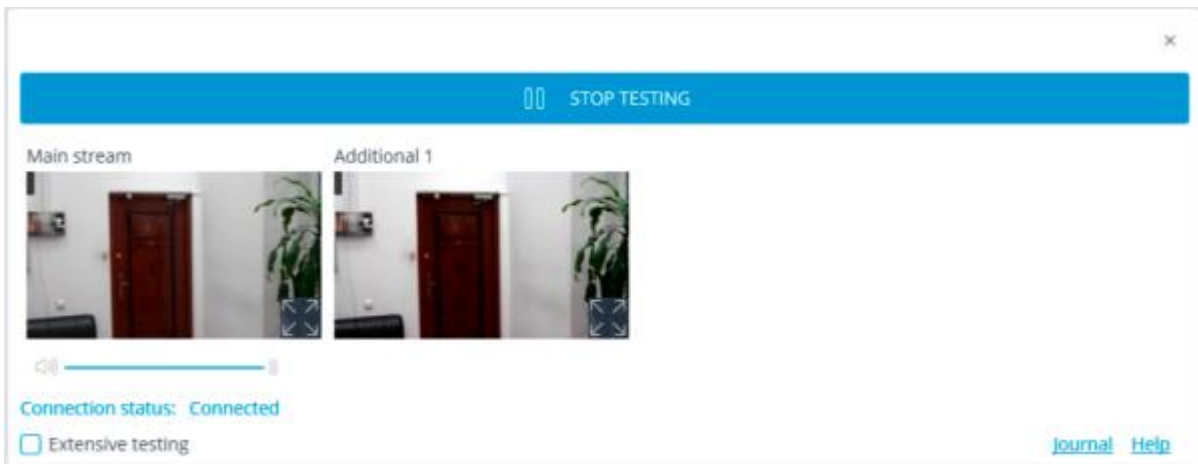 STOP TESTING
Main stream
Additional 1
Connection status: Connected
Extensive testing
Journal Help